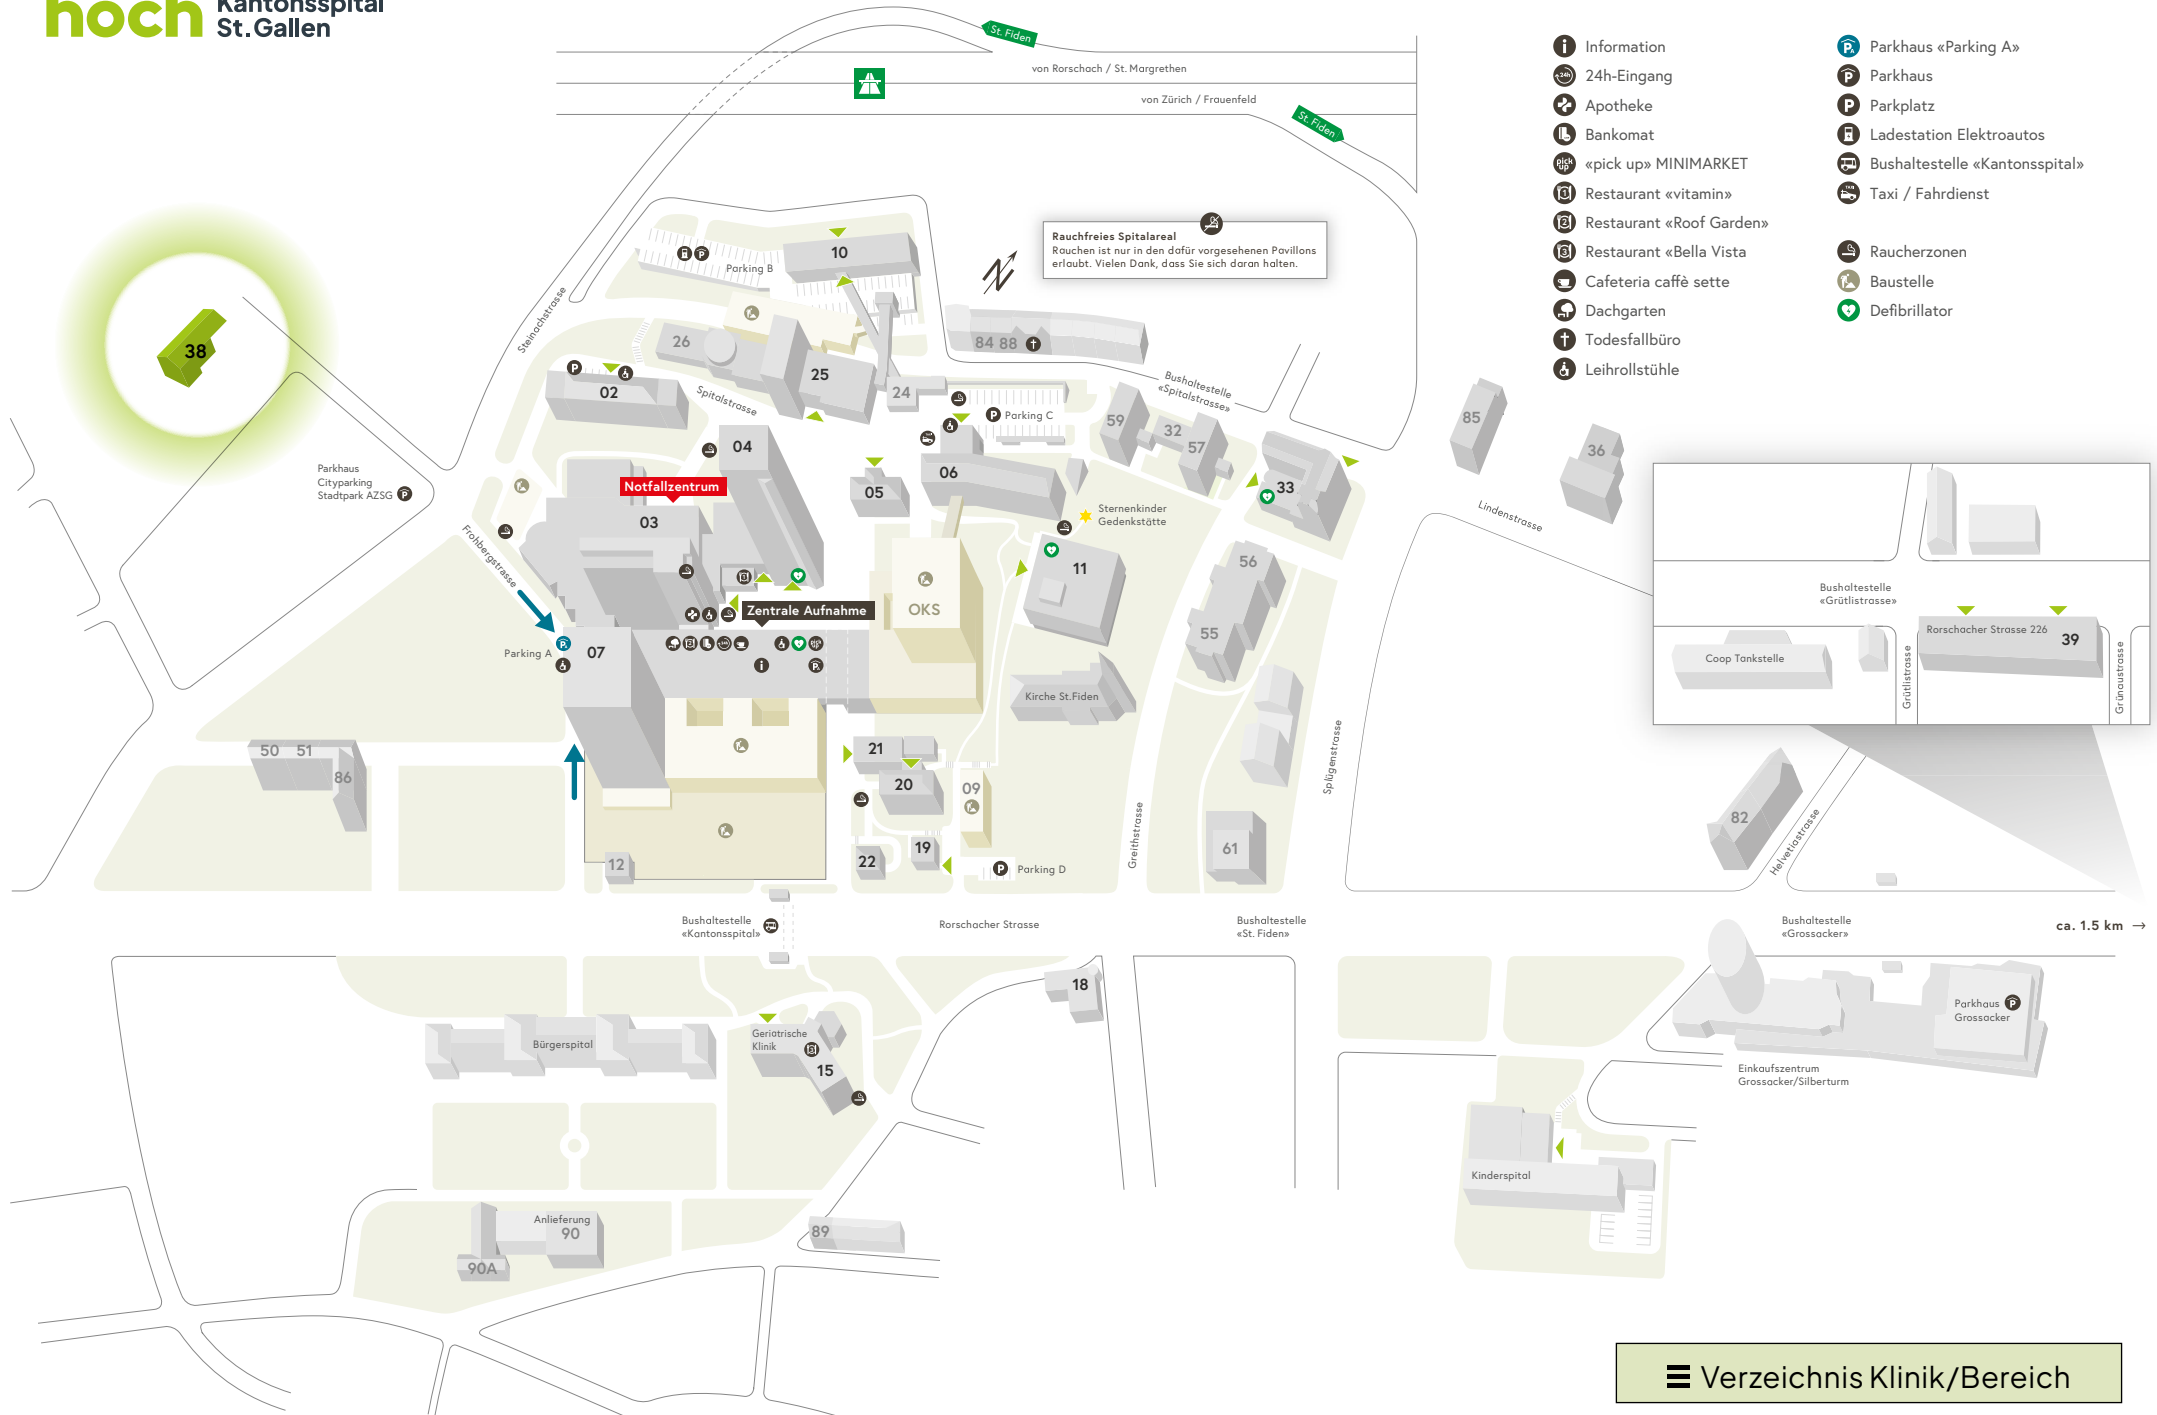 hoch Kantonsspital
St.Gallen
St. Fiden
von Rorschach / St. Margrethen
von Zürich / Frauenfeld
St. Fiden
Information
24h-Eingang
Apotheke
Bankomat
«pick up» MINIMARKET
Restaurant «vitamin»
Restaurant «Roof Garden»
Restaurant «Bella Vista
Cafeteria caffè sette
Dachgarten
Todesfallbüro
Leihrollstühle
Parkhaus «Parking A»
Parkhaus
Parkplatz
Ladestation Elektroautos
Bushaltestelle «Kantonsspital»
Taxi / Fahrdienst
Raucherzonen
Baustelle
Defibrillator
Rauchfreies Spitalareal
Rauchen ist nur in den dafür vorgesehenen Pavillons
erlaubt. Vielen Dank, dass Sie sich daran halten.
N
10
Parking B
Steinachstrasse
38
26
25
84 88
02
Spitalstrasse
24
Bushaltestelle
«Spitalstrasse»
Parking C
59
32
57
85
36
04
06
05
33
Parkhaus
Cityparking
Stadtpark AZSG
Notfallzentrum
03
Sternenkinder
Gedenkstätte
Lindenstrasse
Frohbergstrasse
11
56
OKS
Zentrale Aufnahme
55
Parking A
07
Kirche St.Fiden
Bushaltestelle
«Grütlistrasse»
Rorschacher Strasse 226
39
Coop Tankstelle
Grütlistrasse
Grünaustrasse
50 51
86
21
20
09
Splügenstrasse
Greithstrasse
82
Helvetiastrasse
12
22
19
61
Parking D
Bushaltestelle
«Kantonsspital»
Rorschacher Strasse
Bushaltestelle
«St. Fiden»
Bushaltestelle
«Grossacker»
ca. 1.5 km →
18
Bürgerspital
Geriatrische
Klinik
15
Parkhaus
Grossacker
Einkaufszentrum
Grossacker/Silberturm
Kinderspital
Anlieferung
90
90A
89
Verzeichnis Klinik/Bereich